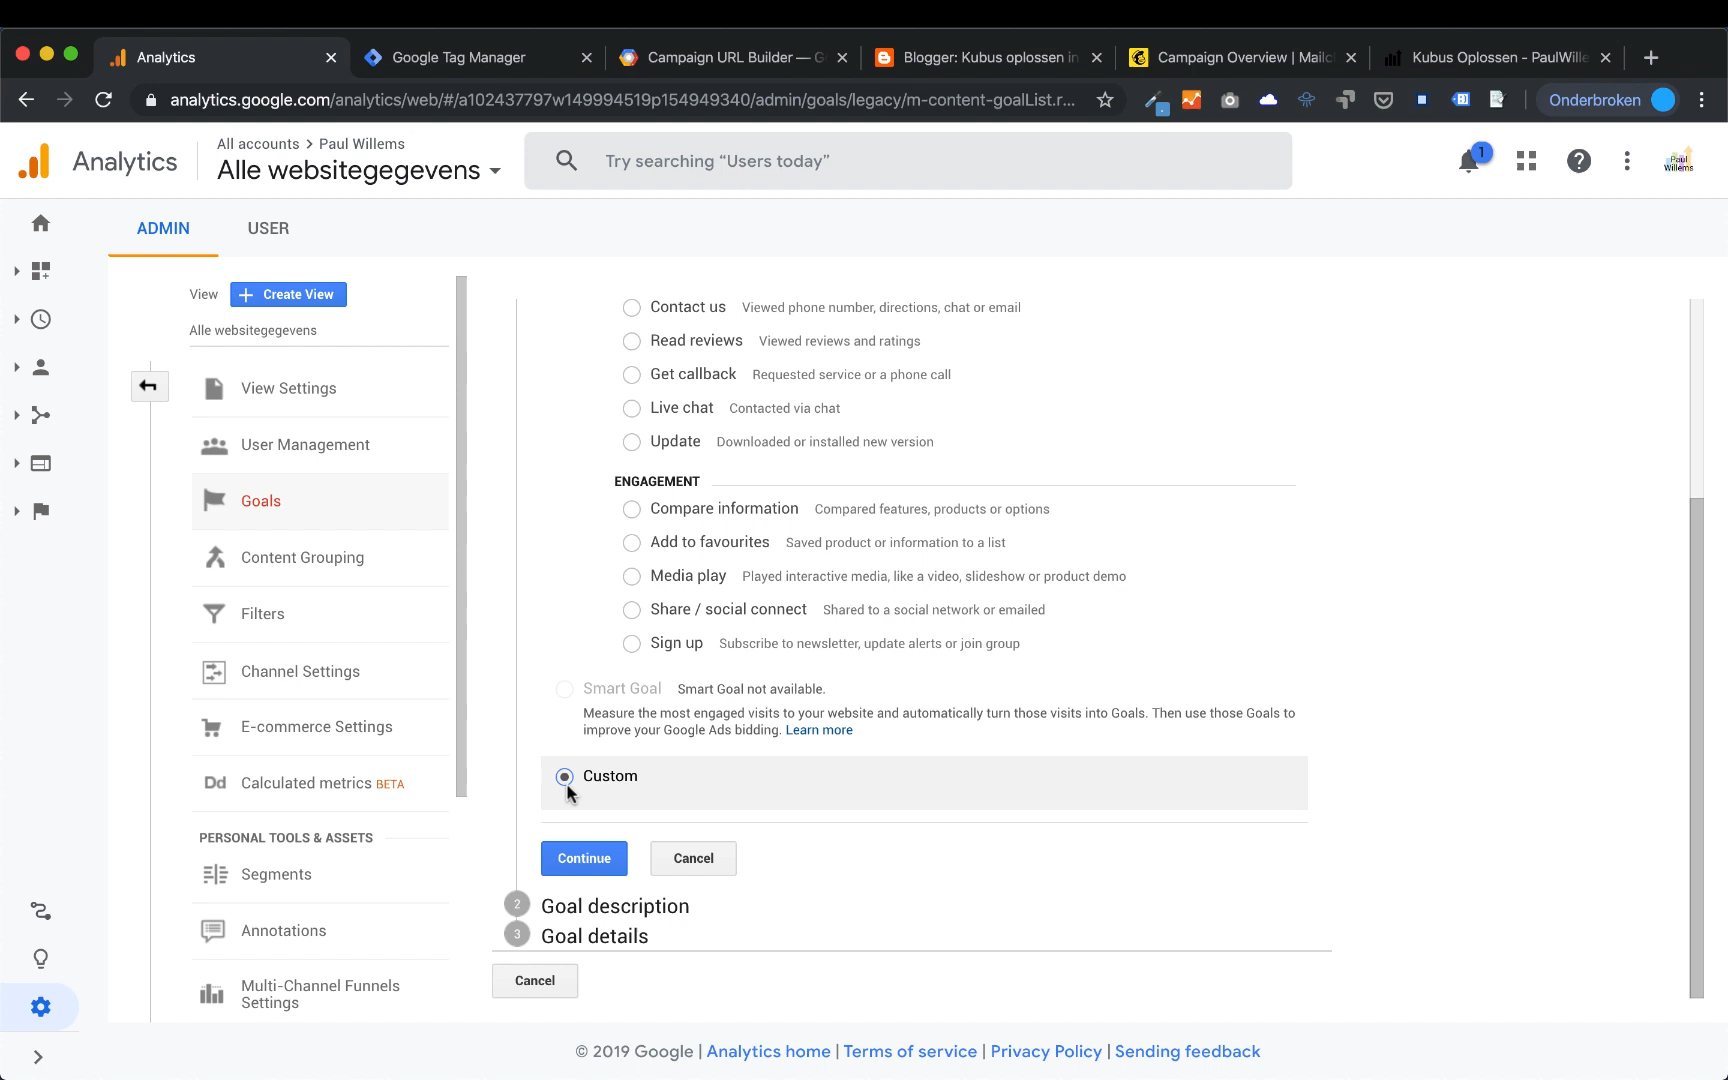 Analytics
Google Tag Manager
Campaign URL Builder — G
Blogger: Kubus oplossen in
Campaign Overview | Mailc
Kubus Oplossen - PaulWille
analytics.google.com/analytics/web/#/a102437797w149994519p154949340/admin/goals/legacy/m-content-goalList.r...
Onderbroken
Analytics
All accounts > Paul Willems
Alle websitegegevens
Try searching “Users today”
1
Paul Willems
ADMIN
USER
View
Create View
Alle websitegegevens
View Settings
User Management
Goals
Content Grouping
Filters
Channel Settings
E-commerce Settings
Dd Calculated metrics BETA
PERSONAL TOOLS & ASSETS
Segments
Annotations
Multi-Channel Funnels
Settings
Contact us Viewed phone number, directions, chat or email
Read reviews Viewed reviews and ratings
Get callback Requested service or a phone call
Live chat Contacted via chat
Update Downloaded or installed new version
ENGAGEMENT
Compare information Compared features, products or options
Add to favourites Saved product or information to a list
Media play Played interactive media, like a video, slideshow or product demo
Share / social connect Shared to a social network or emailed
Sign up Subscribe to newsletter, update alerts or join group
Smart Goal Smart Goal not available.
Measure the most engaged visits to your website and automatically turn those visits into Goals. Then use those Goals to
improve your Google Ads bidding. Learn more
Custom
Continue
Cancel
2 Goal description
3 Goal details
Cancel
© 2019 Google | Analytics home | Terms of service | Privacy Policy | Sending feedback